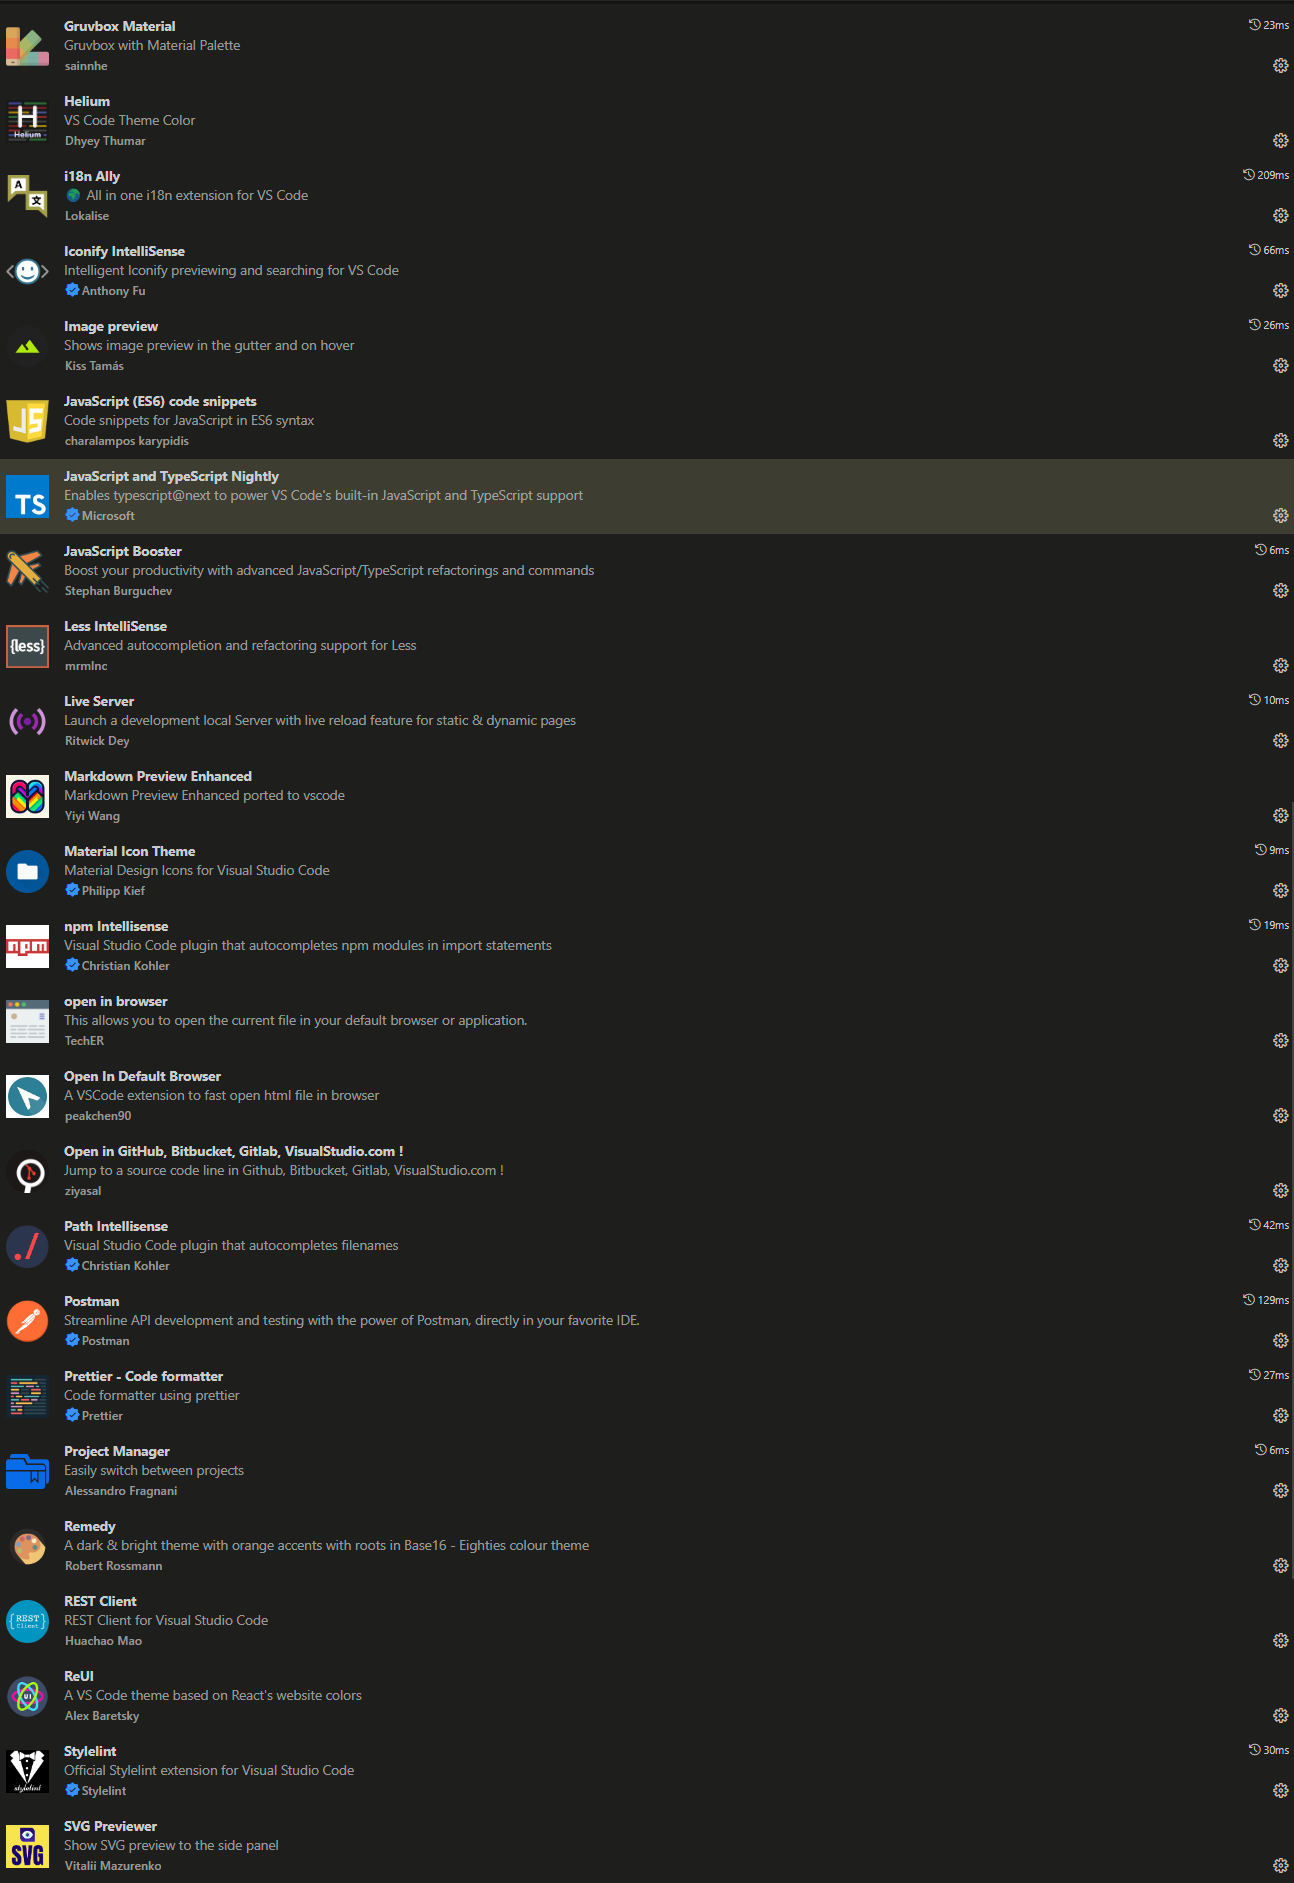 Gruvbox Material
23ms
Gruvbox with Material Palette
sainnhe
H
Helium
Helium
VS Code Theme Color
Dhyey Thumar
A
文
i18n Ally
209ms
All in one i18n extension for VS Code
Lokalise
Iconify IntelliSense
66ms
Intelligent Iconify previewing and searching for VS Code
Anthony Fu
Image preview
26ms
Shows image preview in the gutter and on hover
Kiss Tamás
JS
JavaScript (ES6) code snippets
Code snippets for JavaScript in ES6 syntax
charalampos karypidis
TS
JavaScript and TypeScript Nightly
Enables typescript@next to power VS Code's built-in JavaScript and TypeScript support
Microsoft
JavaScript Booster
6ms
Boost your productivity with advanced JavaScript/TypeScript refactorings and commands
Stephan Burguchev
{less}
Less IntelliSense
Advanced autocompletion and refactoring support for Less
mrmlnc
Live Server
10ms
Launch a development local Server with live reload feature for static & dynamic pages
Ritwick Dey
Markdown Preview Enhanced
Markdown Preview Enhanced ported to vscode
Yiyi Wang
Material Icon Theme
9ms
Material Design Icons for Visual Studio Code
Philipp Kief
npm
npm Intellisense
19ms
Visual Studio Code plugin that autocompletes npm modules in import statements
Christian Kohler
open in browser
This allows you to open the current file in your default browser or application.
TechER
Open In Default Browser
A VSCode extension to fast open html file in browser
peakchen90
Open in GitHub, Bitbucket, Gitlab, VisualStudio.com !
Jump to a source code line in Github, Bitbucket, Gitlab, VisualStudio.com !
ziyasal
./
Path Intellisense
42ms
Visual Studio Code plugin that autocompletes filenames
Christian Kohler
Postman
129ms
Streamline API development and testing with the power of Postman, directly in your favorite IDE.
Postman
Prettier - Code formatter
27ms
Code formatter using prettier
Prettier
Project Manager
6ms
Easily switch between projects
Alessandro Fragnani
Remedy
A dark & bright theme with orange accents with roots in Base16 - Eighties colour theme
Robert Rossmann
{REST}
Client
REST Client
REST Client for Visual Studio Code
Huachao Mao
UI
ReUI
A VS Code theme based on React's website colors
Alex Baretsky
stylelint
Stylelint
30ms
Official Stylelint extension for Visual Studio Code
Stylelint
SVG
SVG Previewer
Show SVG preview to the side panel
Vitalii Mazurenko